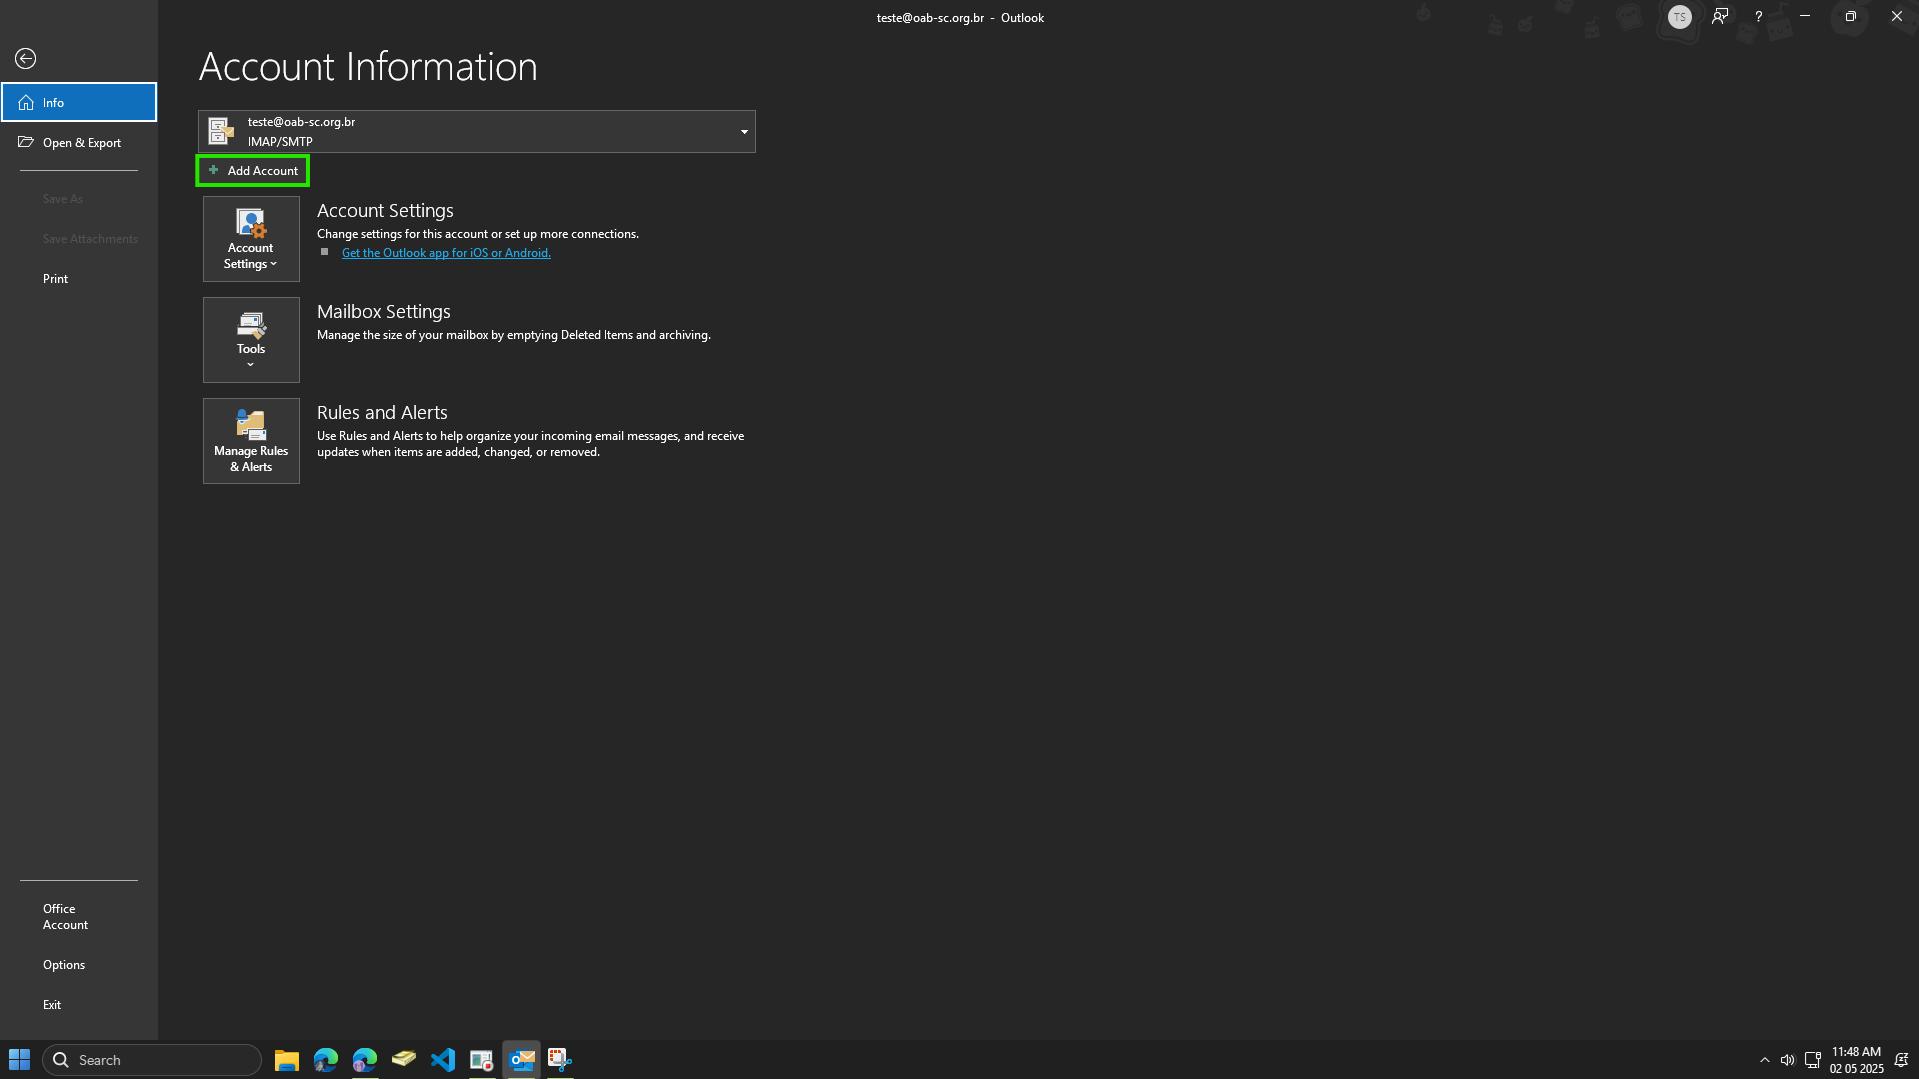 teste@oab-sc.org.br - Outlook
TS
?
Account Information
Info
Open & Export
Save As
Save Attachments
Print
Office
Account
Options
Exit
teste@oab-sc.org.br
IMAP/SMTP
Add Account
Account
Settings
Account Settings
Change settings for this account or set up more connections.
Get the Outlook app for iOS or Android.
Tools
Mailbox Settings
Manage the size of your mailbox by emptying Deleted Items and archiving.
Manage Rules
& Alerts
Rules and Alerts
Use Rules and Alerts to help organize your incoming email messages, and receive
updates when items are added, changed, or removed.
Search
11:48 AM
02 05 2025